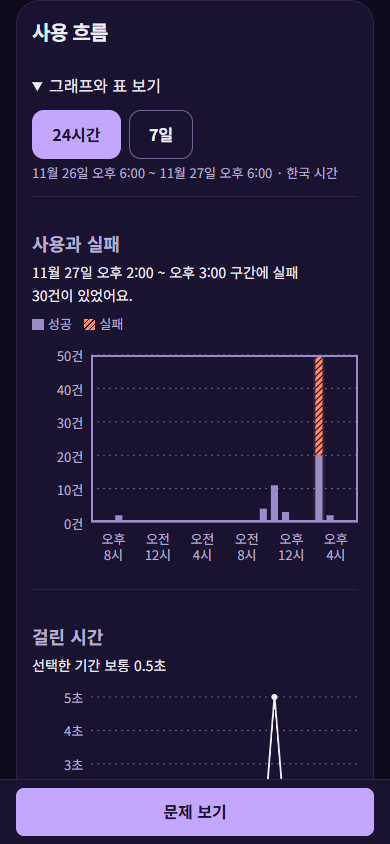 사용 흐름
▼ 그래프와 표 보기
24시간
7일
11월 26일 오후 6:00 ~ 11월 27일 오후 6:00 · 한국 시간
사용과 실패
11월 27일 오후 2:00 ~ 오후 3:00 구간에 실패
30건이 있었어요.
성공 실패
50건
40건
30건
20건
10건
0건
오후 오전 오전 오전 오후 오후
8시 12시 4시 8시 12시 4시
걸린 시간
선택한 기간 보통 0.5초
5초
4초
3초
문제 보기